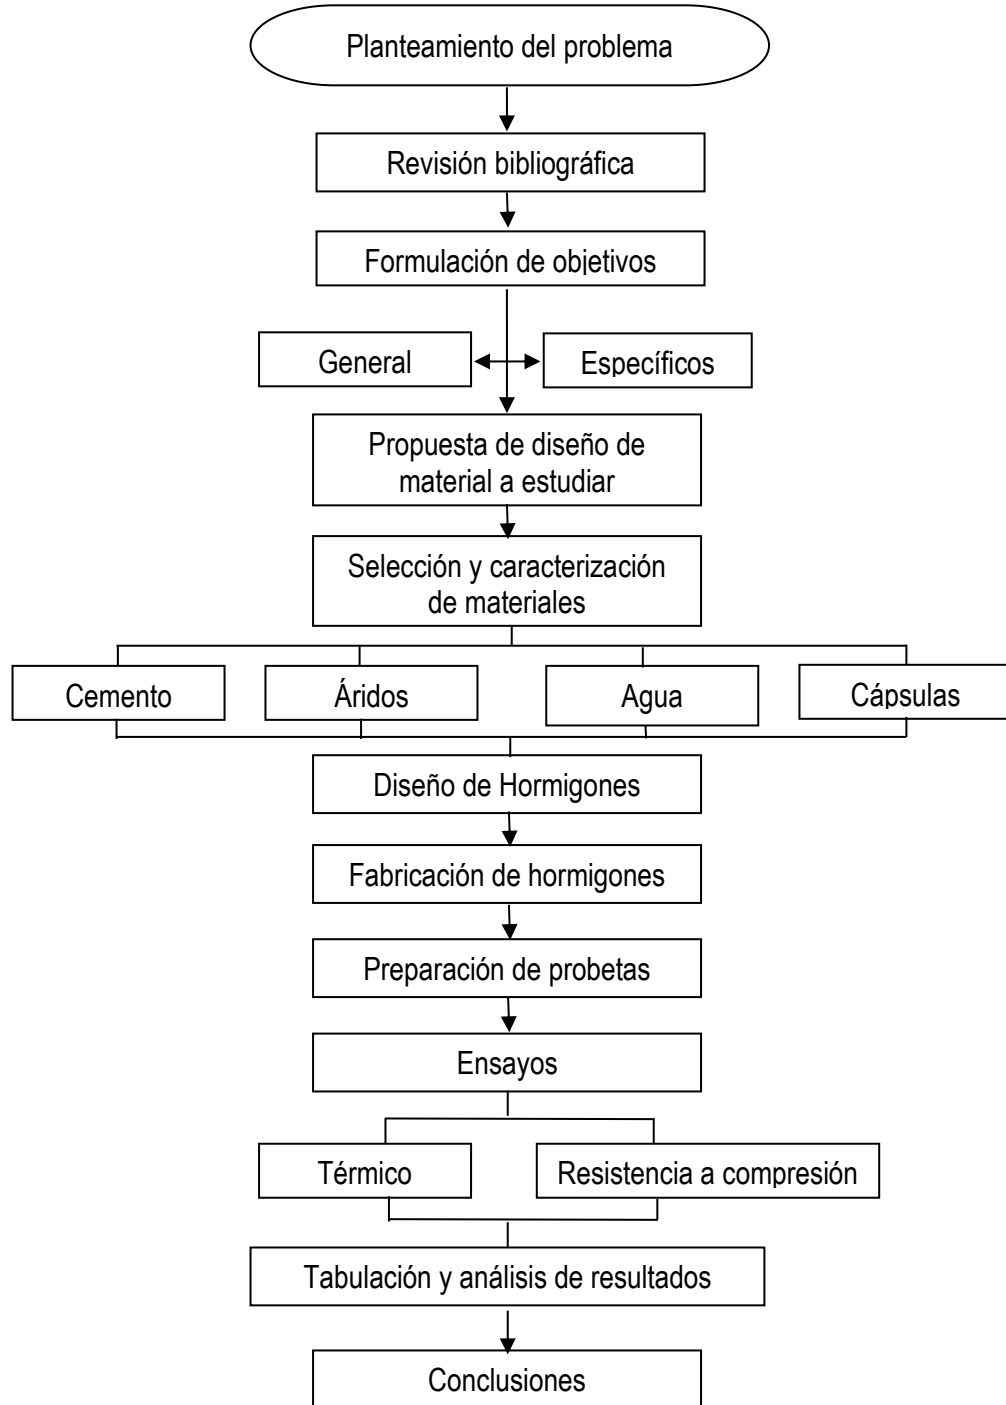 Planteamiento del problema
Revisión bibliográfica
Formulación de objetivos
General
Específicos
Propuesta de diseño de
material a estudiar
Selección y caracterización
de materiales
Cemento
Áridos
Agua
Cápsulas
Diseño de Hormigones
Fabricación de hormigones
Preparación de probetas
Ensayos
Térmico
Resistencia a compresión
Tabulación y análisis de resultados
Conclusiones